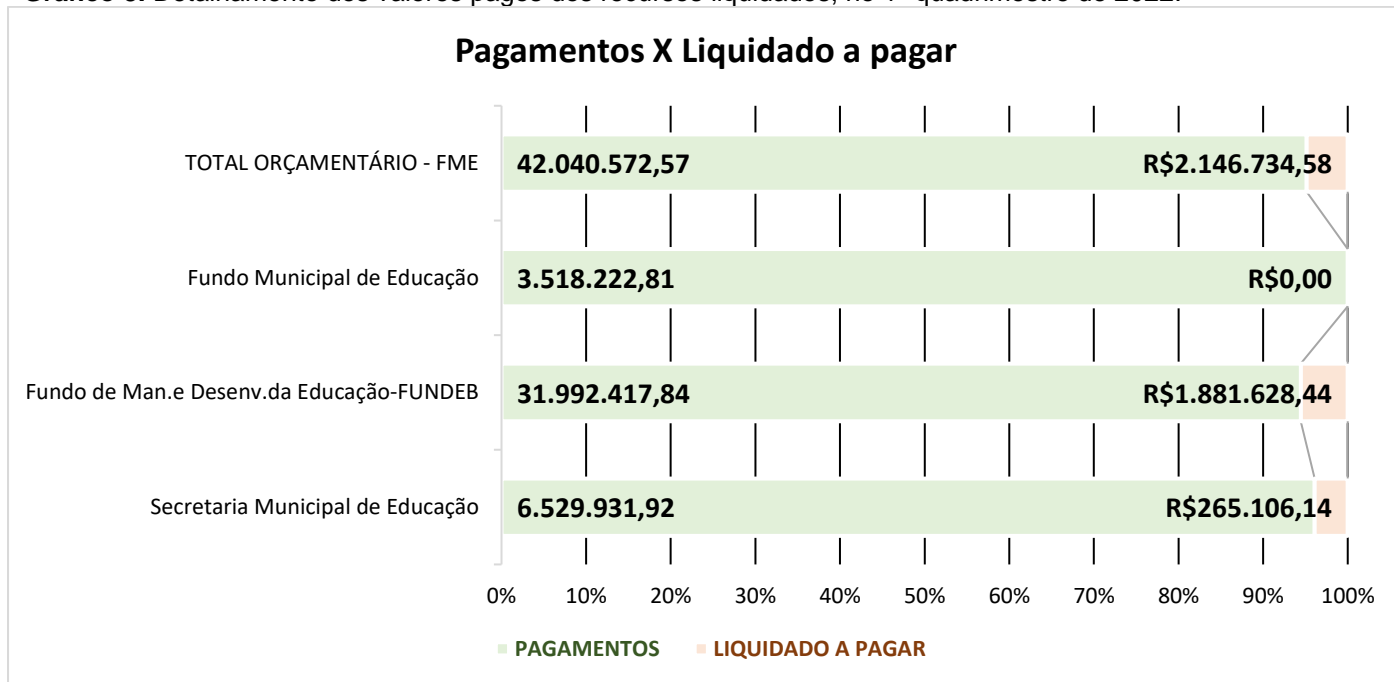 Pagamentos X Liquidado a pagar
TOTAL ORÇAMENTÁRIO - FME
42.040.572,57
R$2.146.734,58
Fundo Municipal de Educação
3.518.222,81
R$0,00
Fundo de Man.e Desenv.da Educação-FUNDEB
31.992.417,84
R$1.881.628,44
Secretaria Municipal de Educação
6.529.931,92
R$265.106,14
0% 10% 20% 30% 40% 50% 60% 70% 80% 90% 100%
PAGAMENTOS LIQUIDADO A PAGAR